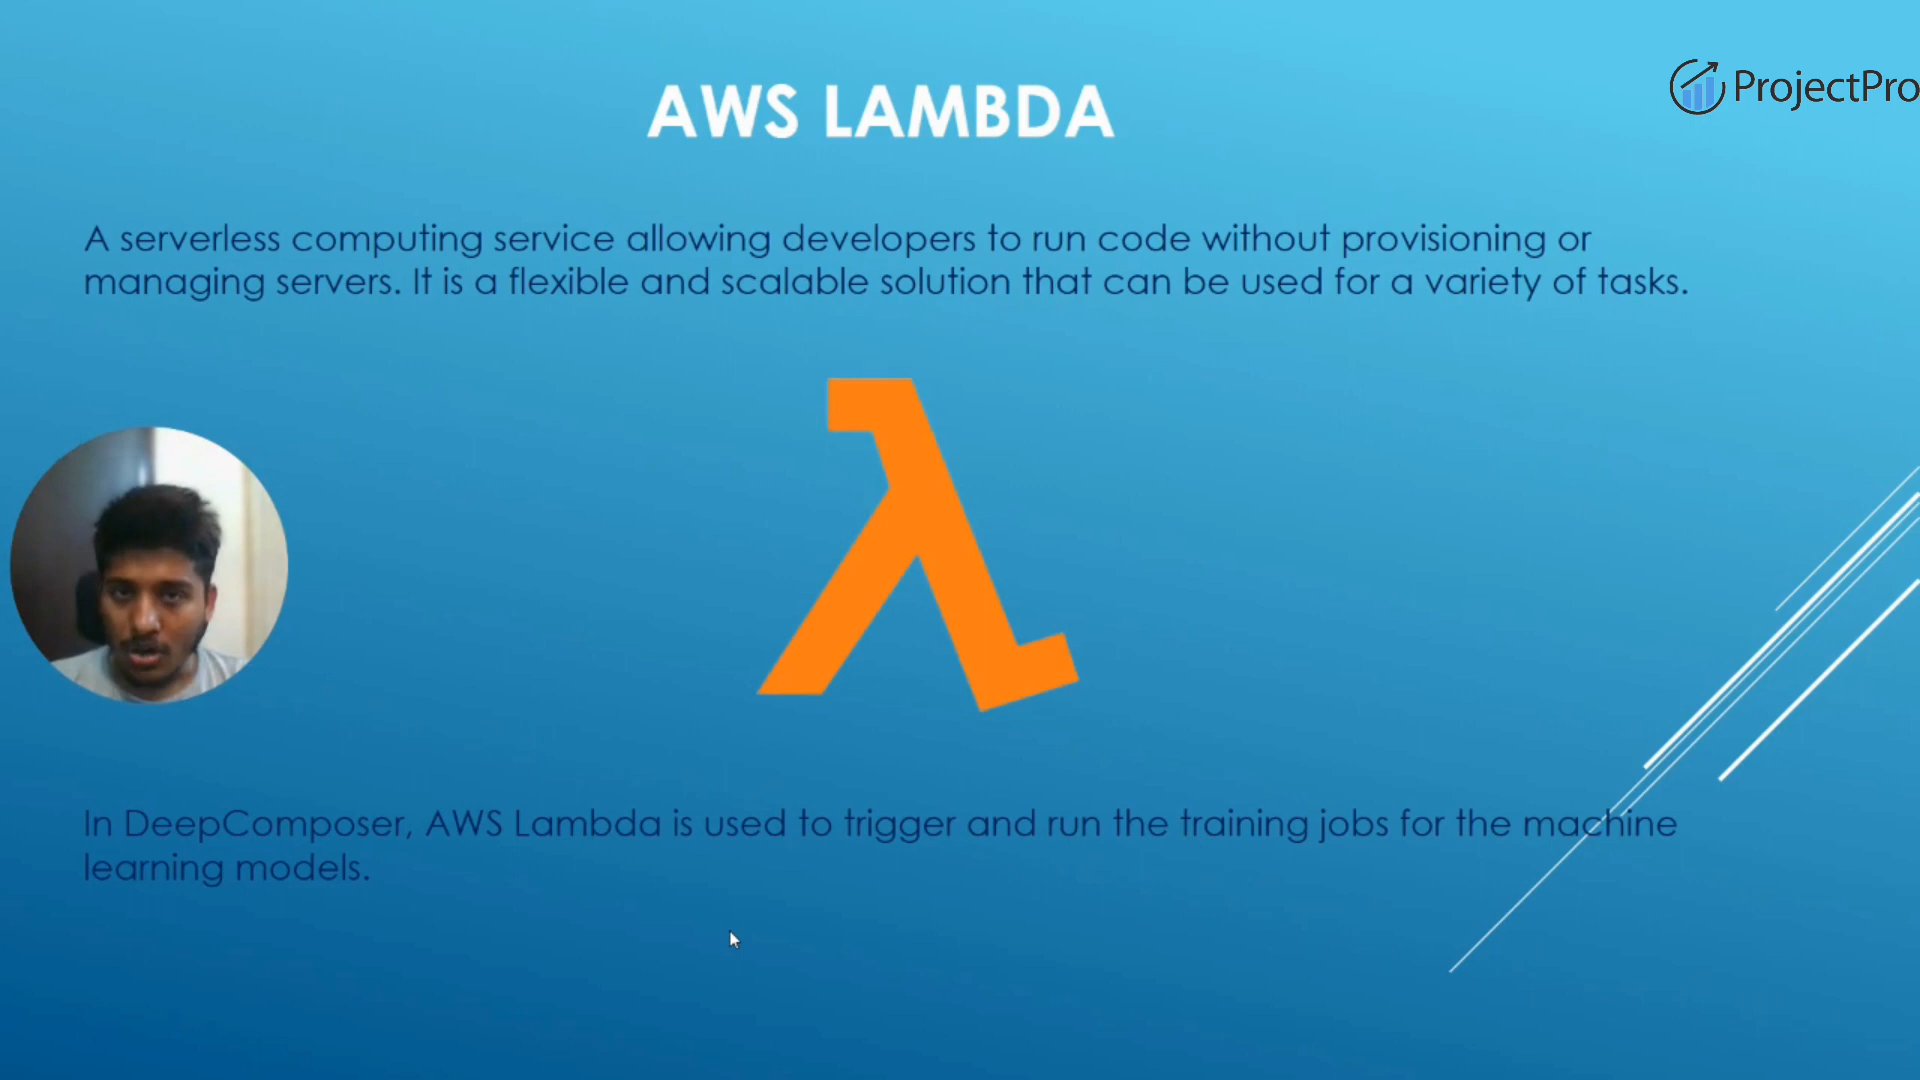 ProjectPro
AWS LAMBDA
A serverless computing service allowing developers to run code without provisioning or
managing servers. It is a flexible and scalable solution that can be used for a variety of tasks.
In DeepComposer, AWS Lambda is used to trigger and run the training jobs for the machine
learning models.